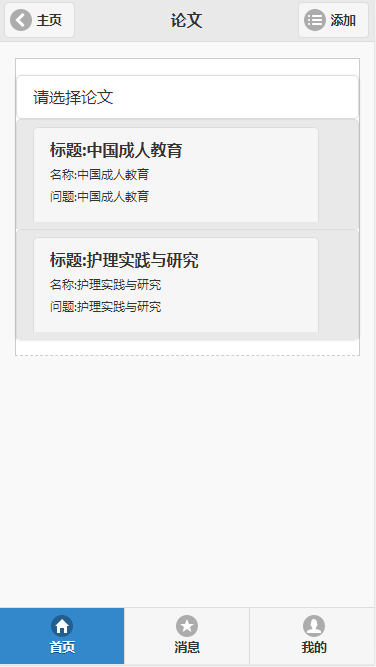 主页
论文
添加
请选择论文
标题:中国成人教育
名称:中国成人教育
问题:中国成人教育
标题:护理实践与研究
名称:护理实践与研究
问题:护理实践与研究
首页
消息
我的